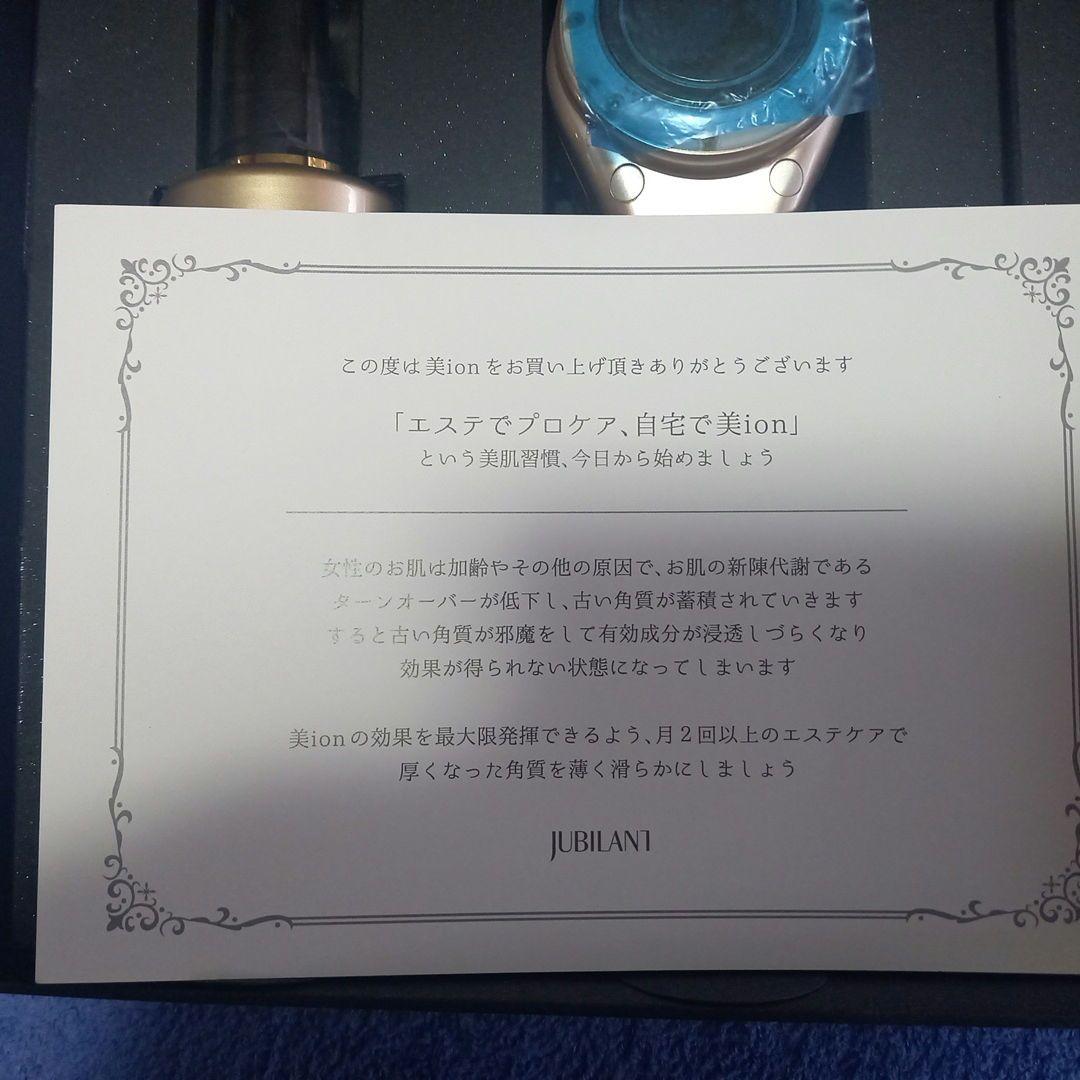 この度は美ionをお買い上げ頂きありがとうございます
「エステでプロケア、自宅で美ion」
という美肌習慣、今日から始めましょう
女性のお肌は加齢やその他の原因で、お肌の新陳代謝である
ターンオーバーが低下し、古い角質が蓄積されていきます
すると古い角質が邪魔をして有効成分が浸透しづらくなり
効果が得られない状態になってしまいます
美ionの効果を最大限発揮できるよう、月2回以上のエステケアで
厚くなった角質を薄く滑らかにしましょう
JUBILANT